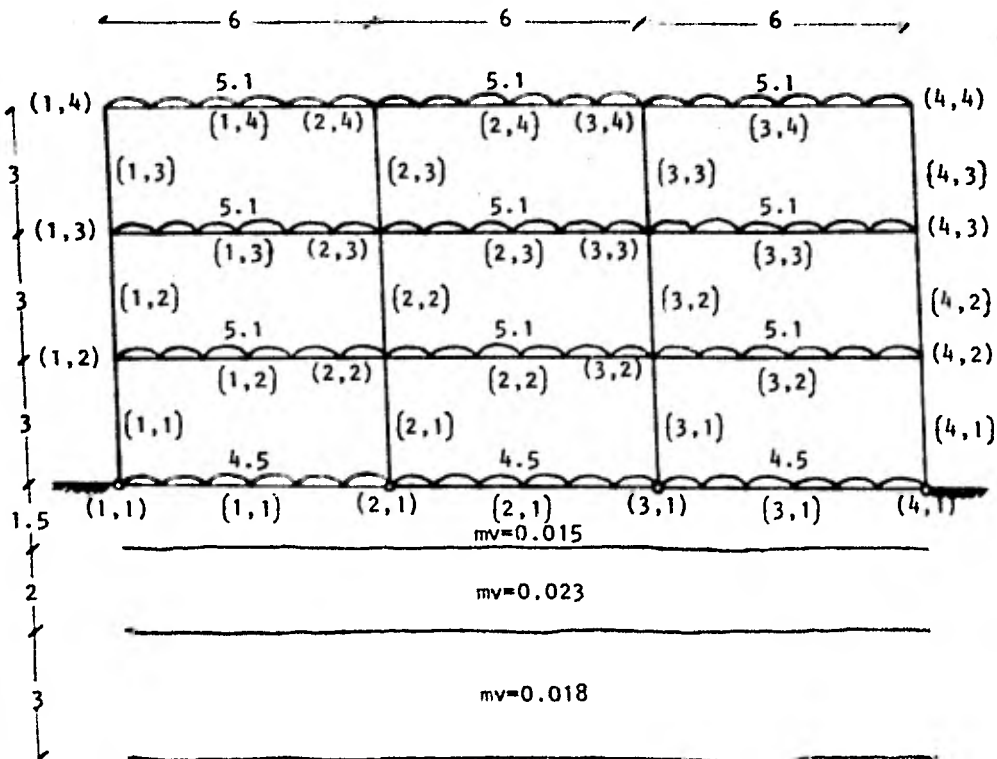 6 6 6
5.1 5.1 5.1
(1,4) (4,4)
{1,4} (2,4) {2,4} (3,4) {3,4}
3 {1,3} {2,3} {3,3} {4,3}
5.1 5.1 5.1
(1,3) (4,3)
{1,3} (2,3) {2,3} (3,3) {3,3}
3 {1,2} {2,2} {3,2} {4,2}
5.1 5.1 5.1
(1,2) (4,2)
{1,2} (2,2) {2,2} (3,2) {3,2}
3 {1,1} {2,1} {3,1} {4,1}
4.5 4.5 4.5
(1,1) {1,1} (2,1) {2,1} (3,1) {3,1} (4,1)
1.5 mv=0.015
2 mv=0.023
3 mv=0.018